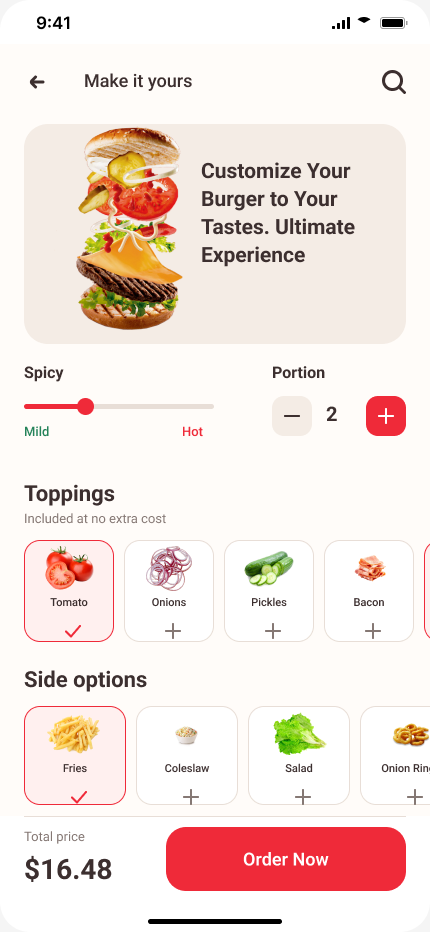 9:41
Make it yours
Customize Your
Burger to Your
Tastes. Ultimate
Experience
Spicy
Portion
2
Mild
Hot
Toppings
Included at no extra cost
Tomato
Onions
Pickles
Bacon
Side options
Fries
Coleslaw
Salad
Onion
Total price
$16.48
Order Now